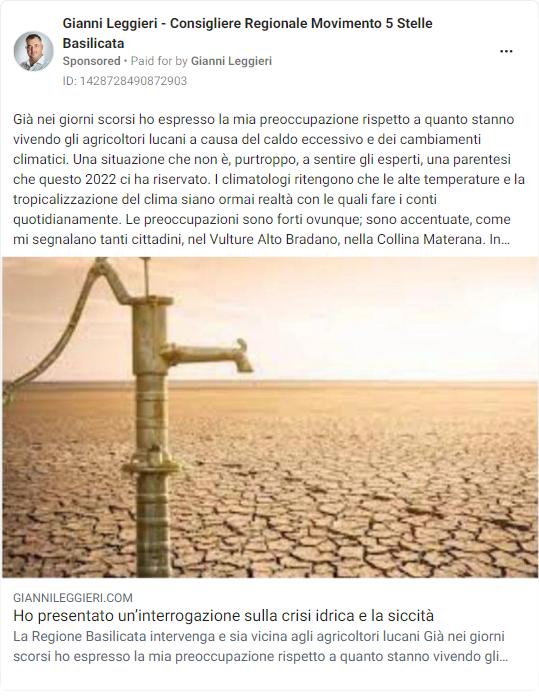 Gianni Leggieri - Consigliere Regionale Movimento 5 Stelle
Basilicata
Sponsored • Paid for by Gianni Leggieri
ID: 1428728490872903
Già nei giorni scorsi ho espresso la mia preoccupazione rispetto a quanto stanno
vivendo gli agricoltori lucani a causa del caldo eccessivo e dei cambiamenti
climatici. Una situazione che non è, purtroppo, a sentire gli esperti, una parentesi
che questo 2022 ci ha riservato. I climatologi ritengono che le alte temperature e la
tropicalizzazione del clima siano ormai realtà con le quali fare i conti
quotidianamente. Le preoccupazioni sono forti ovunque; sono accentuate, come
mi segnalano tanti cittadini, nel Vulture Alto Bradano, nella Collina Materana. In...
GIANNILEGGIERI.COM
Ho presentato un'interrogazione sulla crisi idrica e la siccità
La Regione Basilicata intervenga e sia vicina agli agricoltori lucani Già nei giorni
scorsi ho espresso la mia preoccupazione rispetto a quanto stanno vivendo gli...